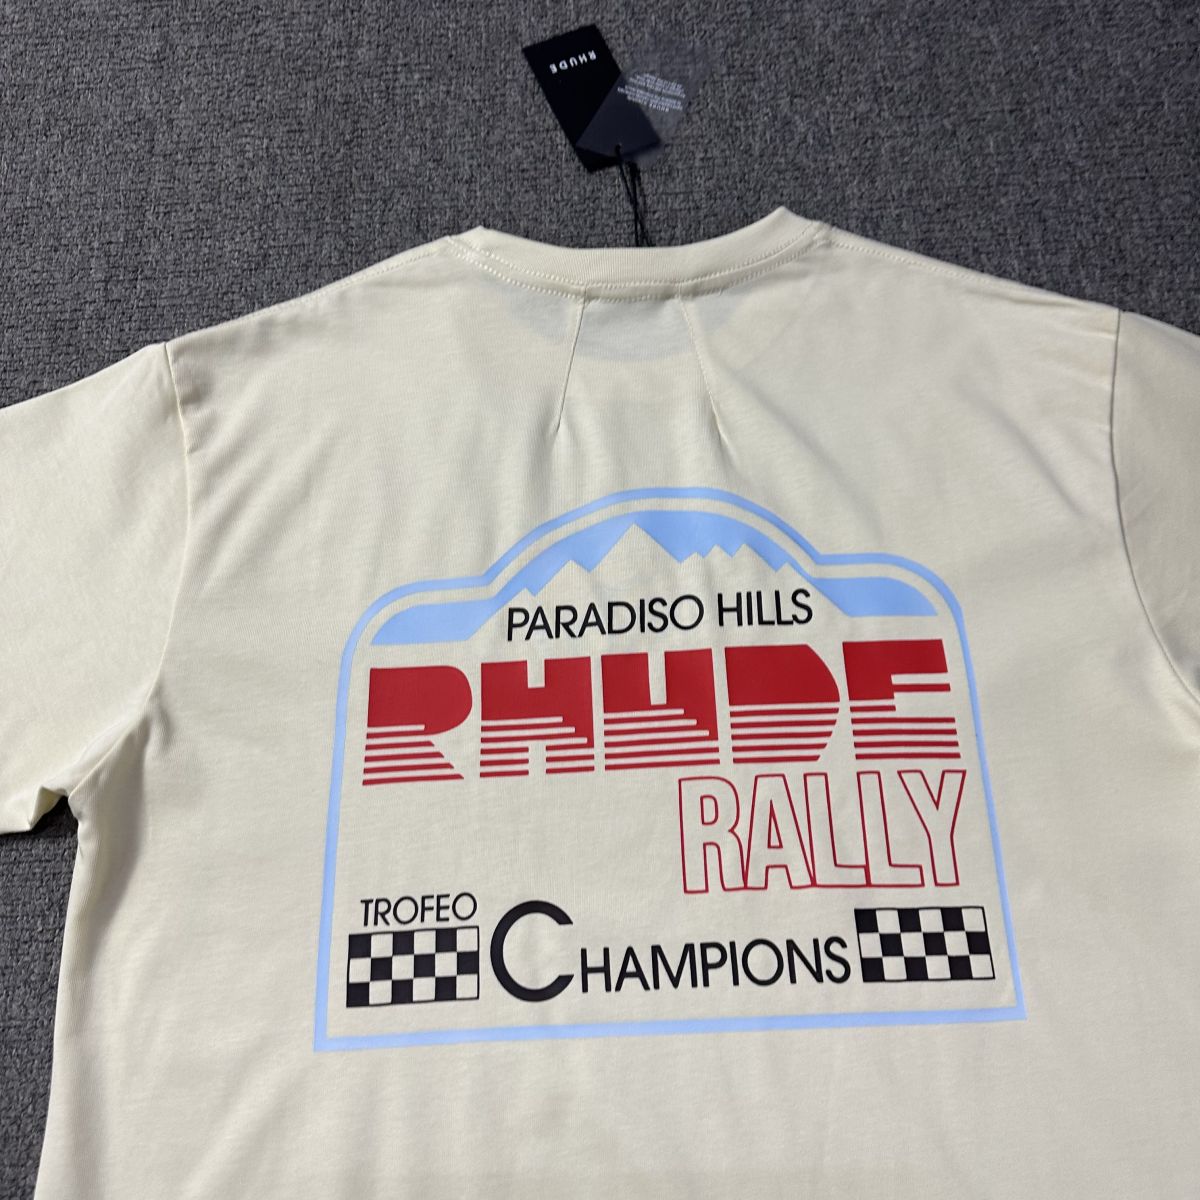 RHUDE
PARADISO HILLS
RHUDE
RALLY
TROFEO
CHAMPIONS